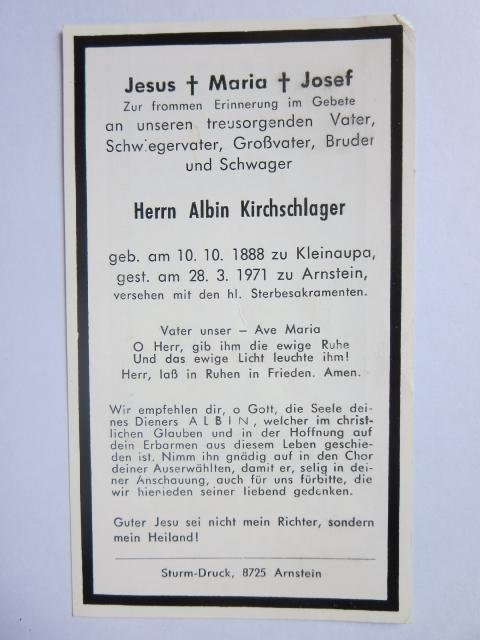 Jesus † Maria † Josef
Zur frommen Erinnerung im Gebete
an unseren treusorgenden Vater,
Schwiegervater, Großvater, Bruder
und Schwager
Herrn Albin Kirchschlager
geb. am 10. 10. 1888 zu Kleinaupa,
gest. am 28. 3. 1971 zu Arnstein,
versehen mit den hl. Sterbesakramenten.
Vater unser – Ave Maria
O Herr, gib ihm die ewige Ruhe
Und das ewige Licht leuchte ihm!
Herr, laß in Ruhen in Frieden. Amen.
Wir empfehlen dir, o Gott, die Seele dei-
nes Dieners ALBIN, welcher im christ-
lichen Glauben und in der Hoffnung auf
dein Erbarmen aus diesem Leben geschie-
den ist. Nimm ihn gnädig auf in den Chor
deiner Auserwählten, damit er, selig in dei-
ner Anschauung, auch für uns fürbitte, die
wir hienieden seiner liebend gedenken.
Guter Jesu sei nicht mein Richter, sondern
mein Heiland!
Sturm-Druck, 8725 Arnstein